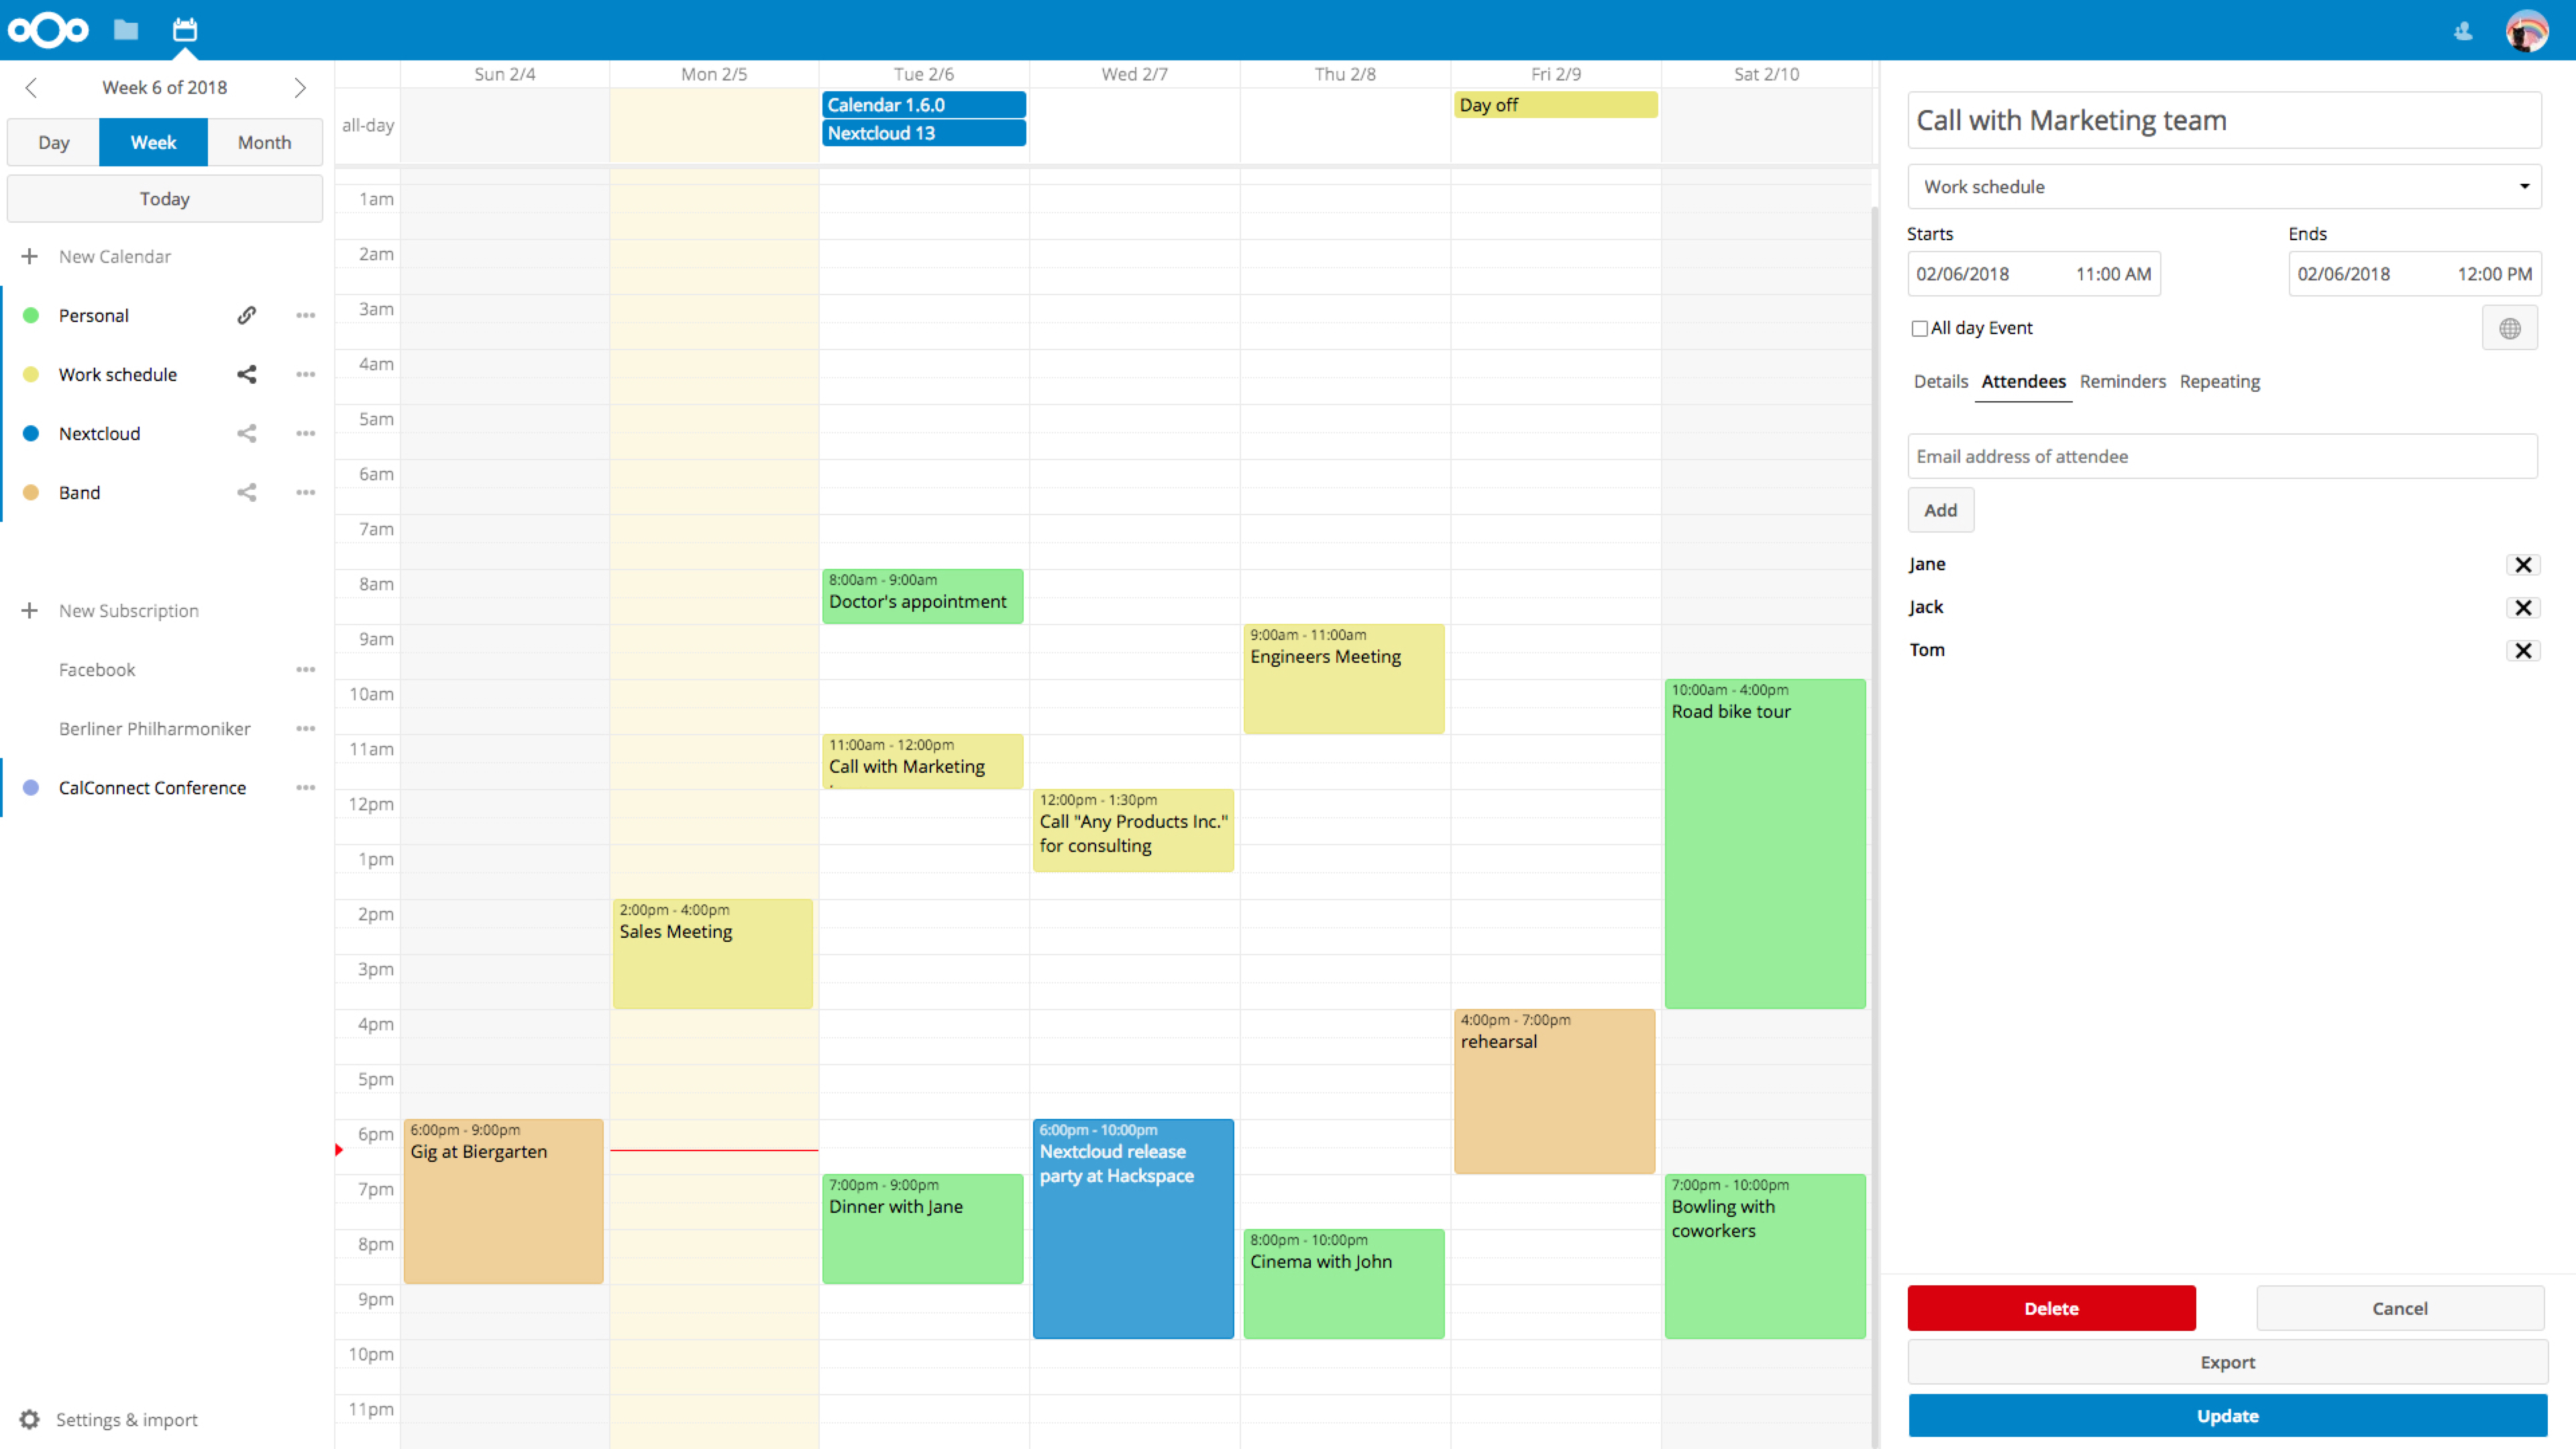 Week 6 of 2018
Day
Week
Month
Today
New Calendar
Personal
Work schedule
Nextcloud
Band
New Subscription
Facebook
Berliner Philharmoniker
CalConnect Conference
Settings & import
Sun 2/4
Mon 2/5
Tue 2/6
Wed 2/7
Thu 2/8
Fri 2/9
Sat 2/10
all-day
Calendar 1.6.0
Nextcloud 13
Day off
1am
2am
3am
4am
5am
6am
7am
8am
9am
10am
11am
12pm
1pm
2pm
3pm
4pm
5pm
6pm
7pm
8pm
9pm
10pm
11pm
6:00pm - 9:00pm
Gig at Biergarten
2:00pm - 4:00pm
Sales Meeting
8:00am - 9:00am
Doctor's appointment
11:00am - 12:00pm
Call with Marketing
7:00pm - 9:00pm
Dinner with Jane
12:00pm - 1:30pm
Call "Any Products Inc."
for consulting
6:00pm - 10:00pm
Nextcloud release
party at Hackspace
9:00am - 11:00am
Engineers Meeting
8:00pm - 10:00pm
Cinema with John
4:00pm - 7:00pm
rehearsal
10:00am - 4:00pm
Road bike tour
7:00pm - 10:00pm
Bowling with
coworkers
Call with Marketing team
Work schedule
Starts
Ends
02/06/2018 11:00 AM
02/06/2018 12:00 PM
All day Event
Details Attendees Reminders Repeating
Email address of attendee
Add
Jane
Jack
Tom
Delete
Cancel
Export
Update